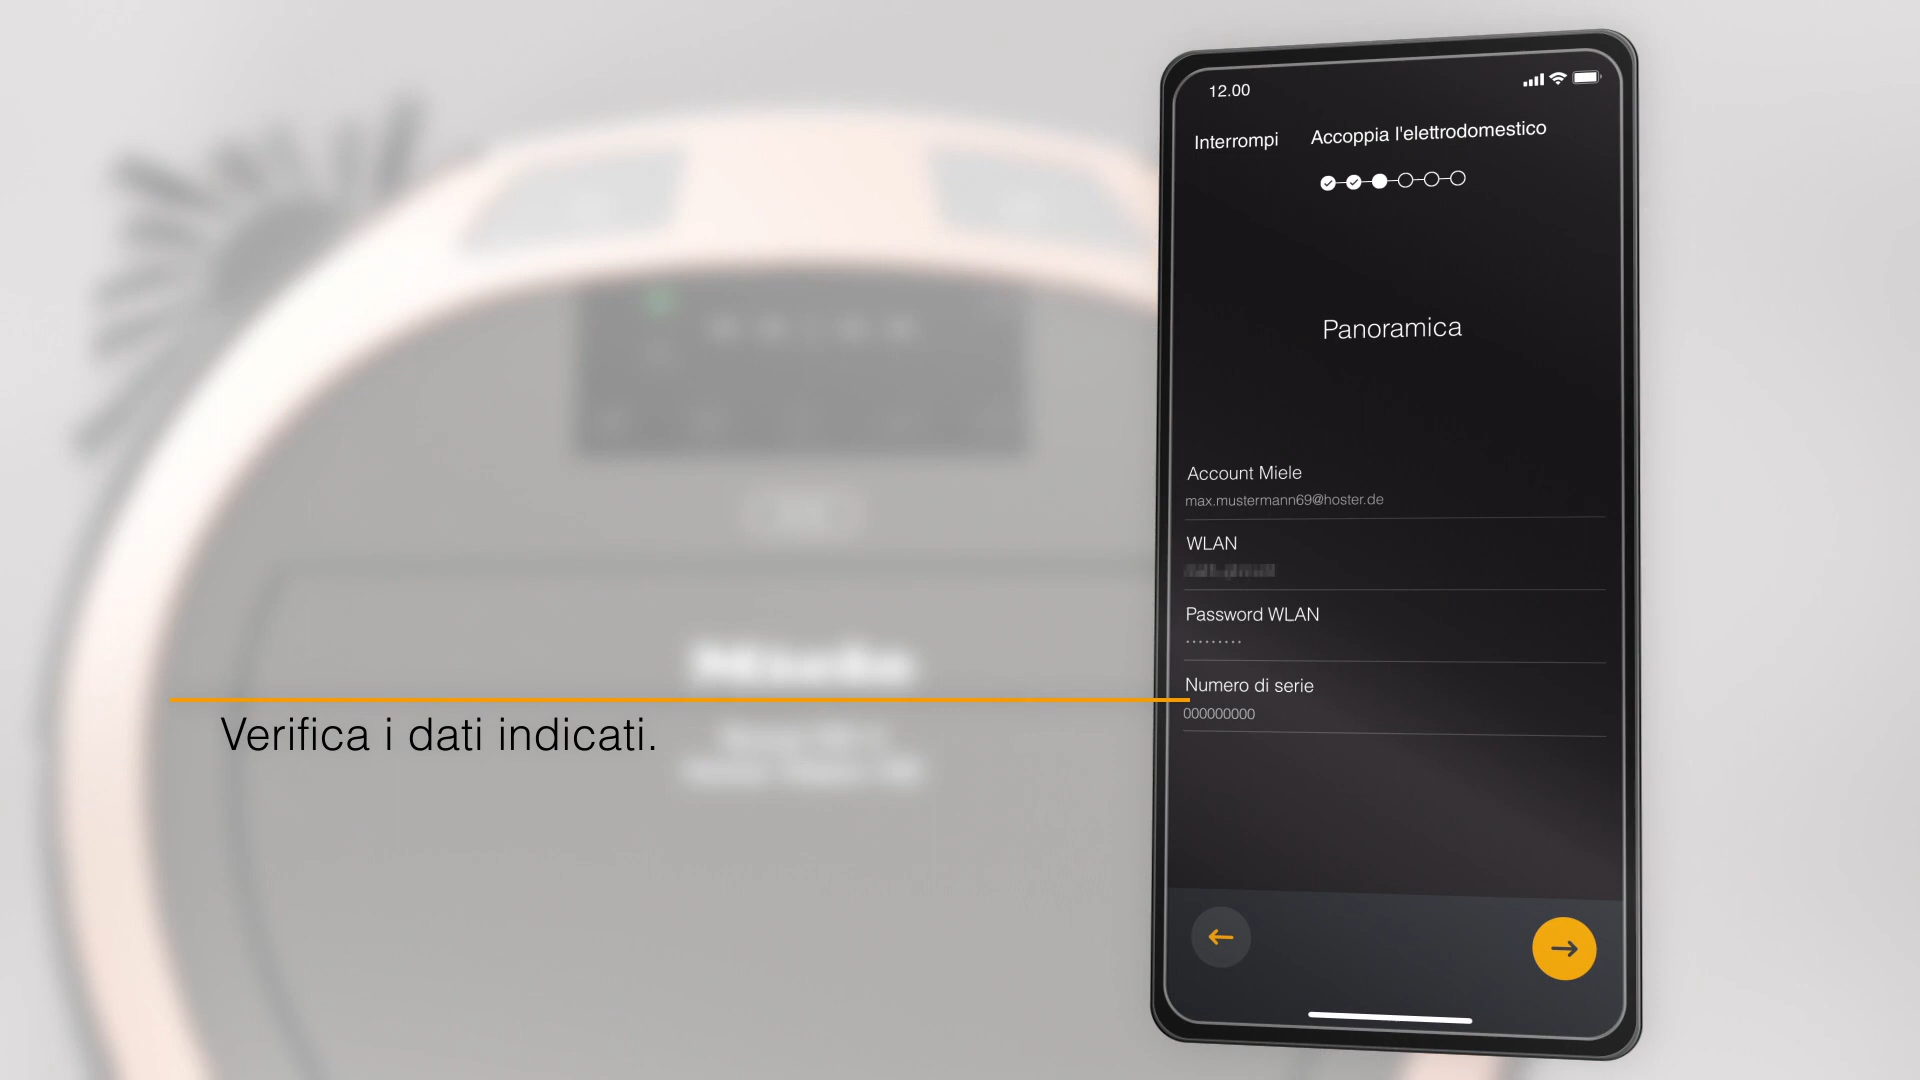 12.00
Interrompi
Accoppia l'elettrodomestico
Panoramica
Account Miele
max.mustermann69@hoster.de
WLAN
Password WLAN
.........
Numero di serie
000000000
Verifica i dati indicati.
Miele